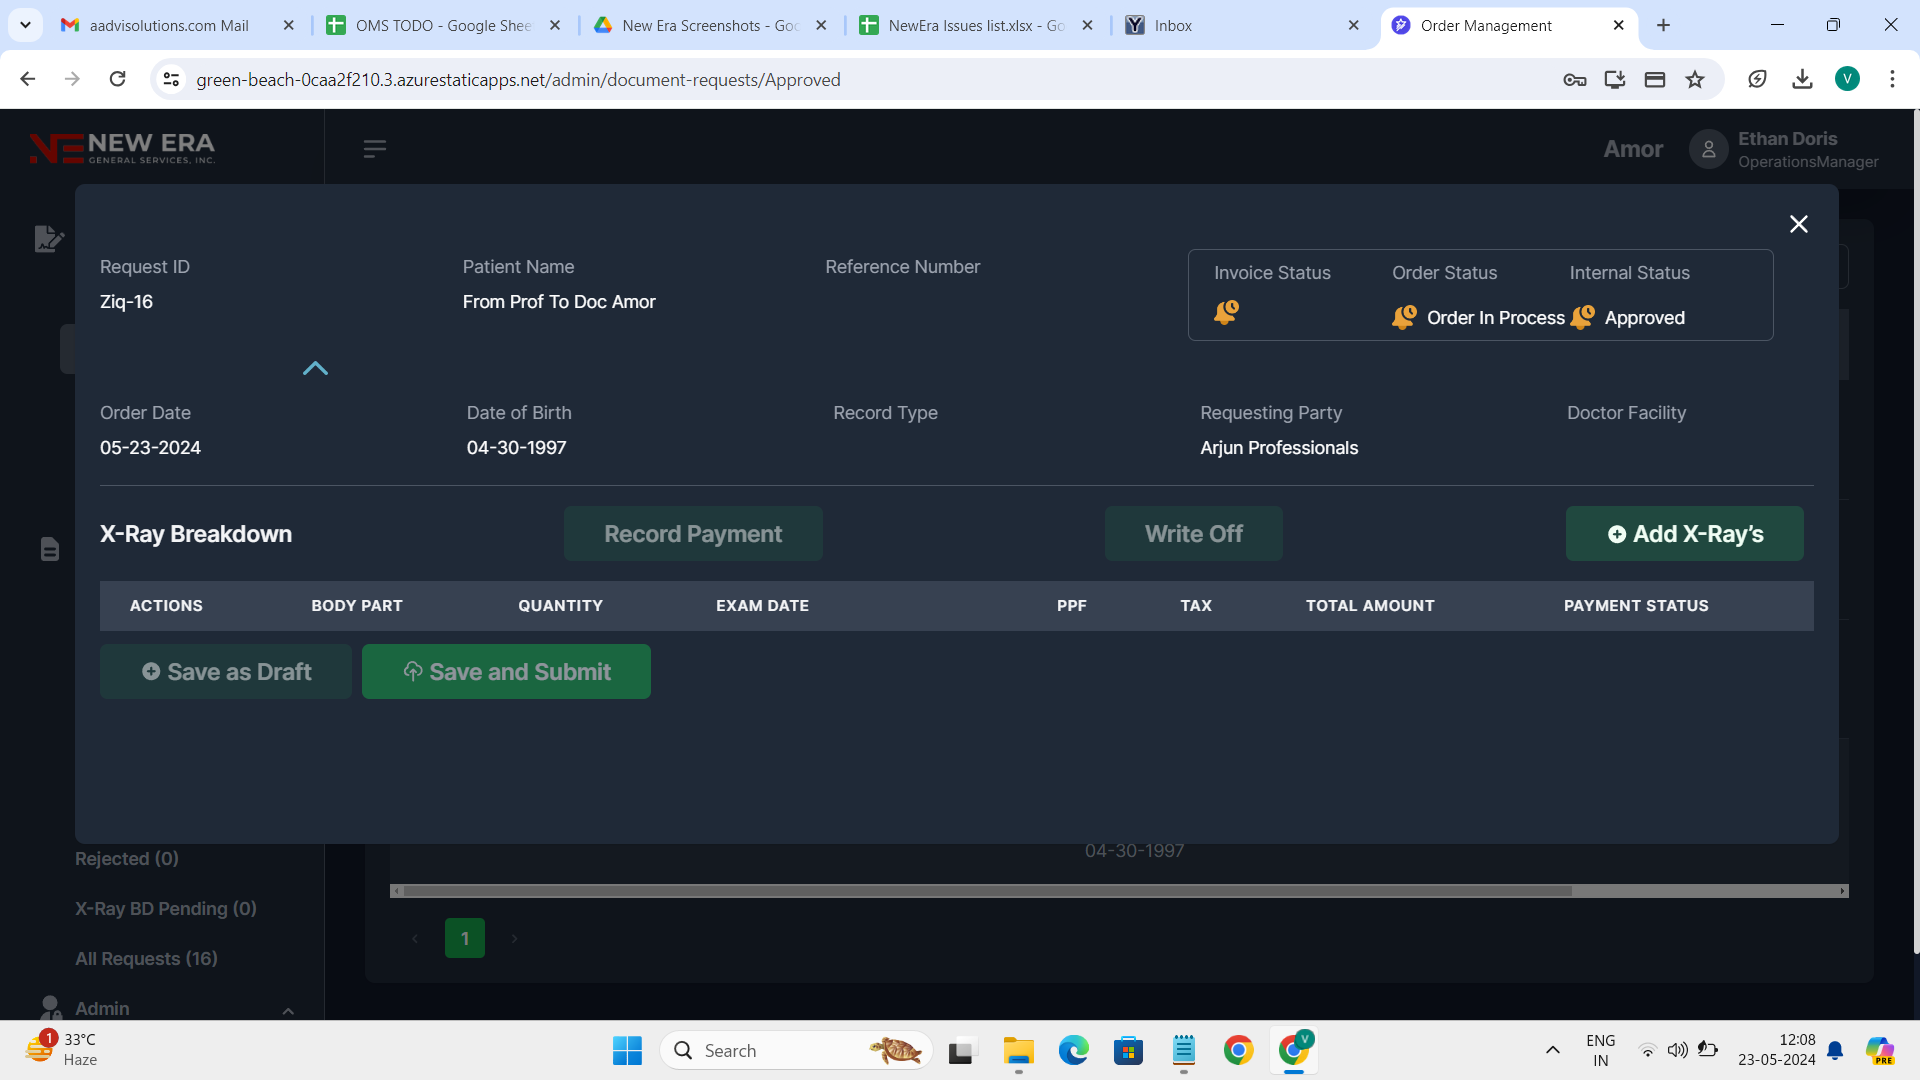 aadvisolutions.com Mail
OMS TODO - Google Shee
New Era Screenshots - Goo
NewEra Issues list.xlsx - Go
Inbox
Order Management
green-beach-0caa2f210.3.azurestaticapps.net/admin/document-requests/Approved
V
NEW ERA
GENERAL SERVICES, INC.
Amor
Ethan Doris
OperationsManager
Request ID
Patient Name
Reference Number
Invoice Status
Order Status
Internal Status
Ziq-16
From Prof To Doc Amor
Order In Process
Approved
Order Date
Date of Birth
Record Type
Requesting Party
Doctor Facility
05-23-2024
04-30-1997
Arjun Professionals
X-Ray Breakdown
Record Payment
Write Off
Add X-Ray's
ACTIONS
BODY PART
QUANTITY
EXAM DATE
PPF
TAX
TOTAL AMOUNT
PAYMENT STATUS
Save as Draft
Save and Submit
04-30-1997
Rejected (0)
X-Ray BD Pending (0)
All Requests (16)
1
Admin
1
33°C
Haze
Search
V
ENG
IN
12:08
23-05-2024
PRE